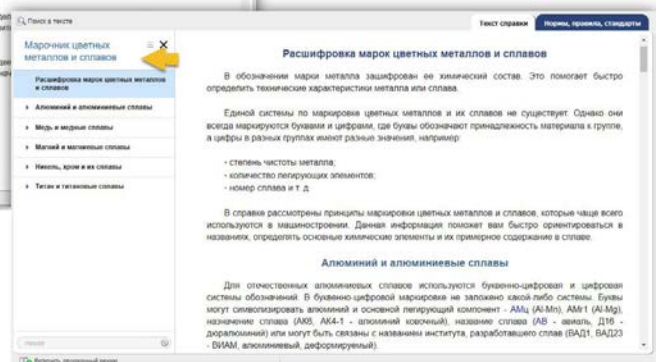 Поиск в тексте
Текст справки
Нормы, правила, стандарты
Марочник цветных
металлов и сплавов
Расшифровка марок цветных металлов
и сплавов
Алюминий и алюминиевые сплавы
Медь и медные сплавы
Магний и магниевые сплавы
Никель, хром и их сплавы
Титан и титановые сплавы
Расшифровка марок цветных металлов и сплавов
В обозначении марки металла зашифрован ее химический состав. Это помогает быстро
определить технические характеристики металла или сплава.
Единой системы по маркировке цветных металлов и их сплавов не существует. Однако они
всегда маркируются буквами и цифрами, где буквы обозначают принадлежность материала к группе,
а цифры в разных группах имеют разные значения, например:
- степень чистоты металла;
- количество легирующих элементов;
- номер сплава и т. д.
В справке рассмотрены принципы маркировки цветных металлов и сплавов, которые чаще всего
используются в машиностроении. Данная информация поможет вам быстро ориентироваться в
названиях, определять основные химические элементы и их примерное содержание в сплаве.
Алюминий и алюминиевые сплавы
Для отечественных алюминиевых сплавов используются буквенно-цифровая и цифровая
системы обозначений. В буквенно-цифровой маркировке не заложено какой-либо системы. Буквы
могут символизировать алюминий и основной легирующий компонент - АМц (Al-Mn), АМг1 (Al-Mg),
назначение сплава (АК6, АК4-1 - алюминий ковочный), название сплава (АВ - авиаль, Д16 -
дюралюминий) или могут быть связаны с названием института, разработавшего сплав (ВАД1, ВАД23
- ВИАМ, алюминиевый, деформируемый).